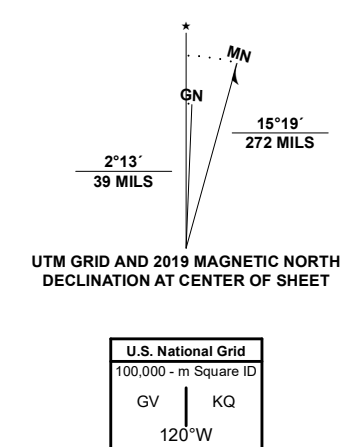 ★
MN
GN
15°19´
272 MILS
2°13´
39 MILS
UTM GRID AND 2019 MAGNETIC NORTH
DECLINATION AT CENTER OF SHEET
U.S. National Grid
100,000 - m Square ID
GV KQ
120°W